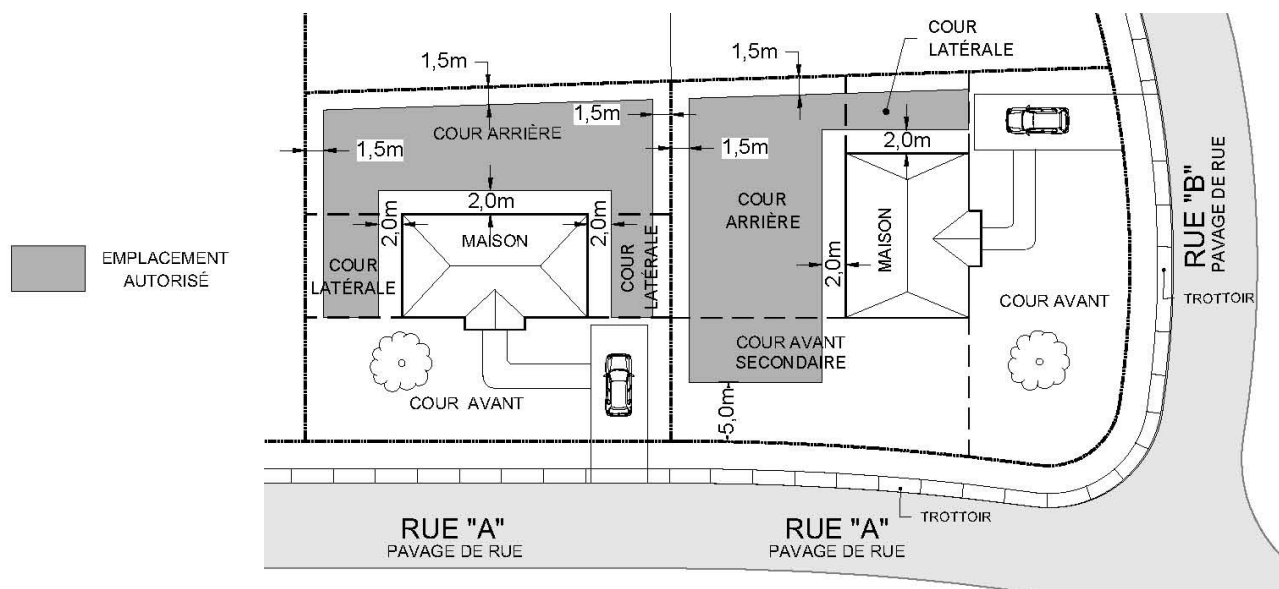 EMPLACEMENT
AUTORISÉ
1,5m
COUR ARRIÈRE
1,5m
1,5m
2,0m
2,0m
2,0m
MAISON
COUR
LATÉRALE
COUR
LATÉRALE
COUR AVANT
1,5m
COUR
LATÉRALE
1,5m
2,0m
COUR
ARRIÈRE
2,0m
MAISON
COUR AVANT
SECONDAIRE
5,0m
COUR AVANT
RUE "B"
PAVAGE DE RUE
TROTTOIR
TROTTOIR
RUE "A"
PAVAGE DE RUE
RUE "A"
PAVAGE DE RUE